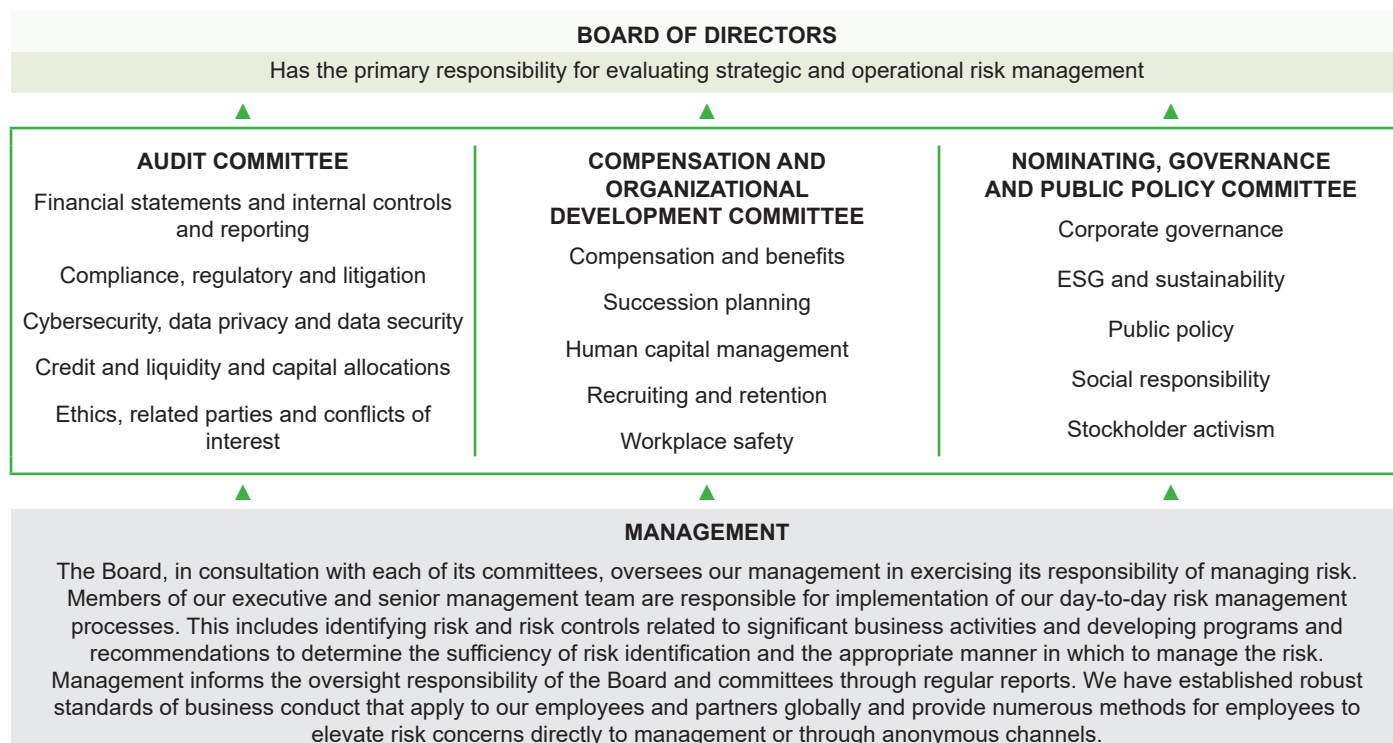 BOARD OF DIRECTORS
Has the primary responsibility for evaluating strategic and operational risk management
AUDIT COMMITTEE
Financial statements and internal controls
and reporting
Compliance, regulatory and litigation
Cybersecurity, data privacy and data security
Credit and liquidity and capital allocations
Ethics, related parties and conflicts of
interest
COMPENSATION AND
ORGANIZATIONAL
DEVELOPMENT COMMITTEE
Compensation and benefits
Succession planning
Human capital management
Recruiting and retention
Workplace safety
NOMINATING, GOVERNANCE
AND PUBLIC POLICY COMMITTEE
Corporate governance
ESG and sustainability
Public policy
Social responsibility
Stockholder activism
MANAGEMENT
The Board, in consultation with each of its committees, oversees our management in exercising its responsibility of managing risk.
Members of our executive and senior management team are responsible for implementation of our day-to-day risk management
processes. This includes identifying risk and risk controls related to significant business activities and developing programs and
recommendations to determine the sufficiency of risk identification and the appropriate manner in which to manage the risk.
Management informs the oversight responsibility of the Board and committees through regular reports. We have established robust
standards of business conduct that apply to our employees and partners globally and provide numerous methods for employees to
elevate risk concerns directly to management or through anonymous channels.